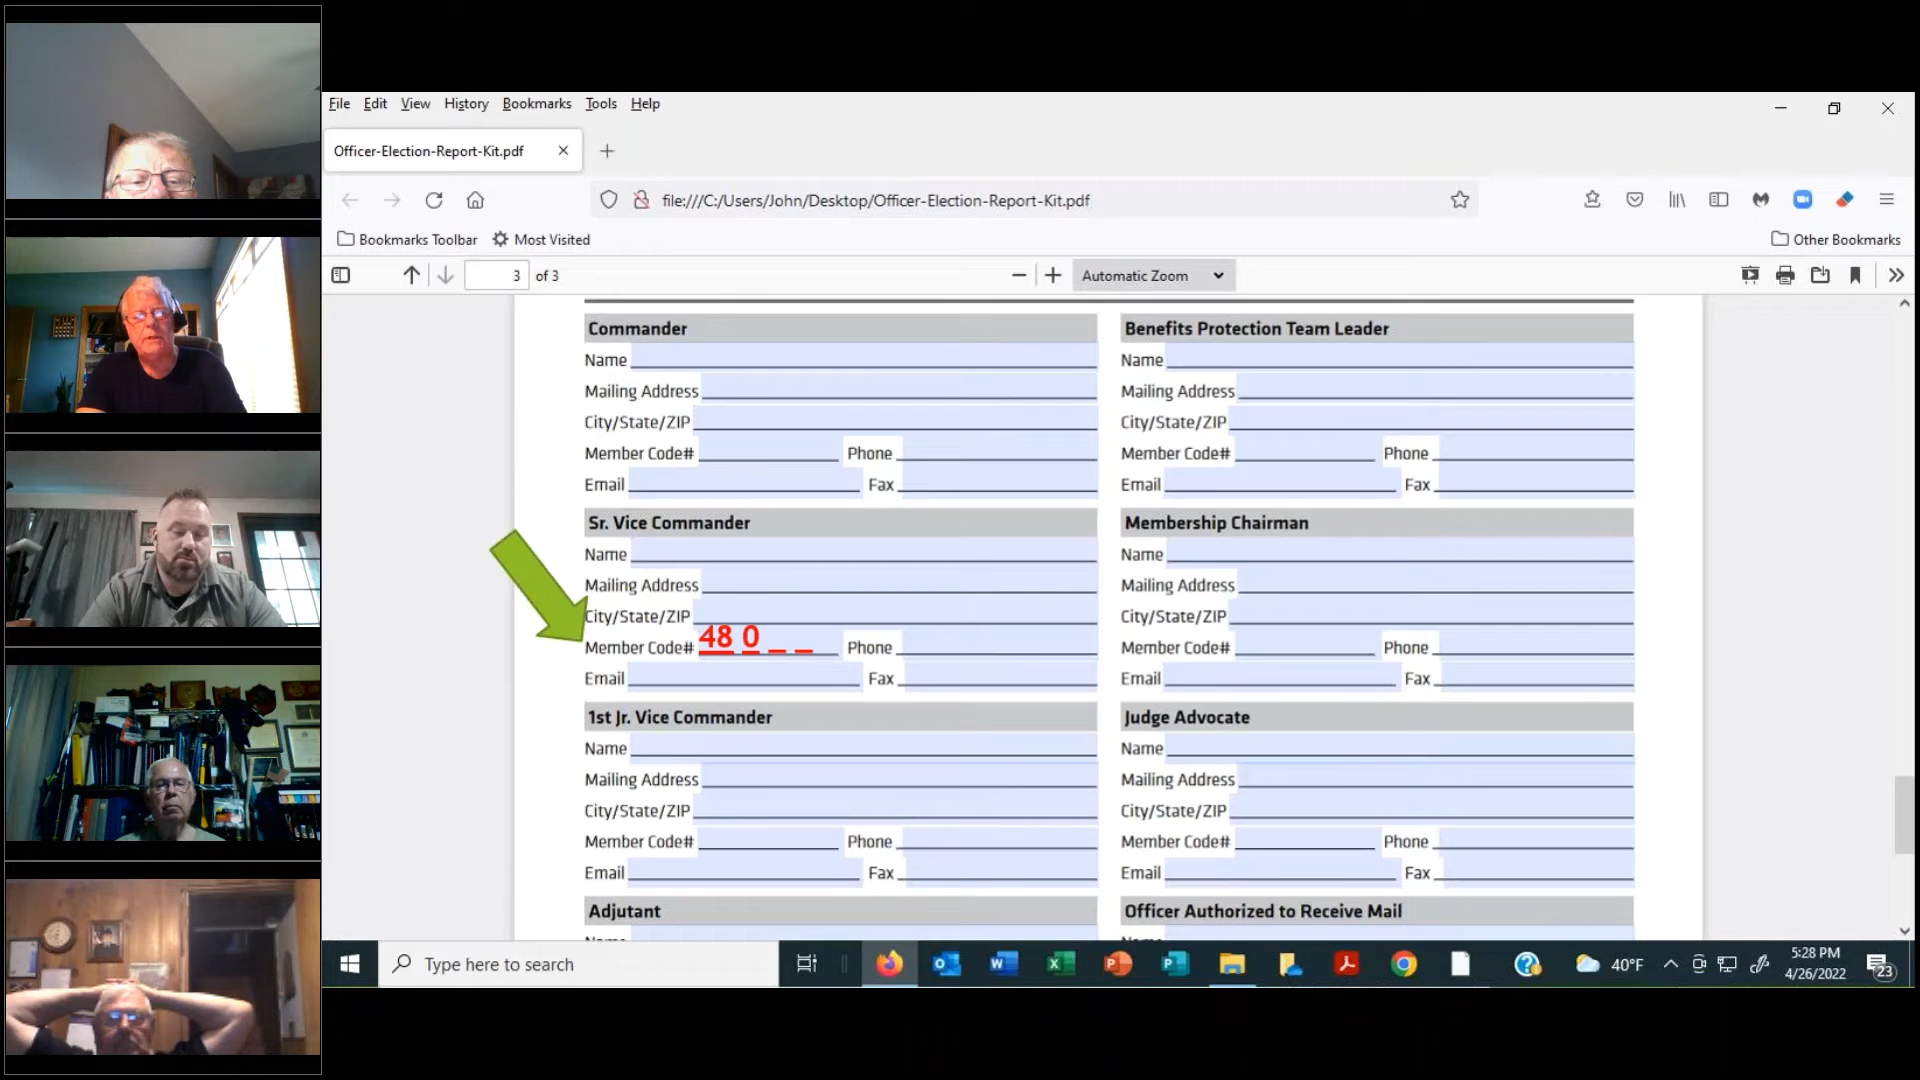 File Edit View History Bookmarks Tools Help
Officer-Election-Report-Kit.pdf
file:///C:/Users/John/Desktop/Officer-Election-Report-Kit.pdf
Bookmarks Toolbar Most Visited Other Bookmarks
3 of 3 Automatic Zoom
Commander Benefits Protection Team Leader
Name Name
Mailing Address Mailing Address
City/State/ZIP City/State/ZIP
Member Code# Phone Member Code# Phone
Email Fax Email Fax
Sr. Vice Commander Membership Chairman
Name Name
Mailing Address Mailing Address
City/State/ZIP City/State/ZIP
Member Code# 48 0 _ _ Phone Member Code# Phone
Email Fax Email Fax
1st Jr. Vice Commander Judge Advocate
Name Name
Mailing Address Mailing Address
City/State/ZIP City/State/ZIP
Member Code# Phone Member Code# Phone
Email Fax Email Fax
Adjutant Officer Authorized to Receive Mail
Type here to search 40°F 5:28 PM
4/26/2022 23